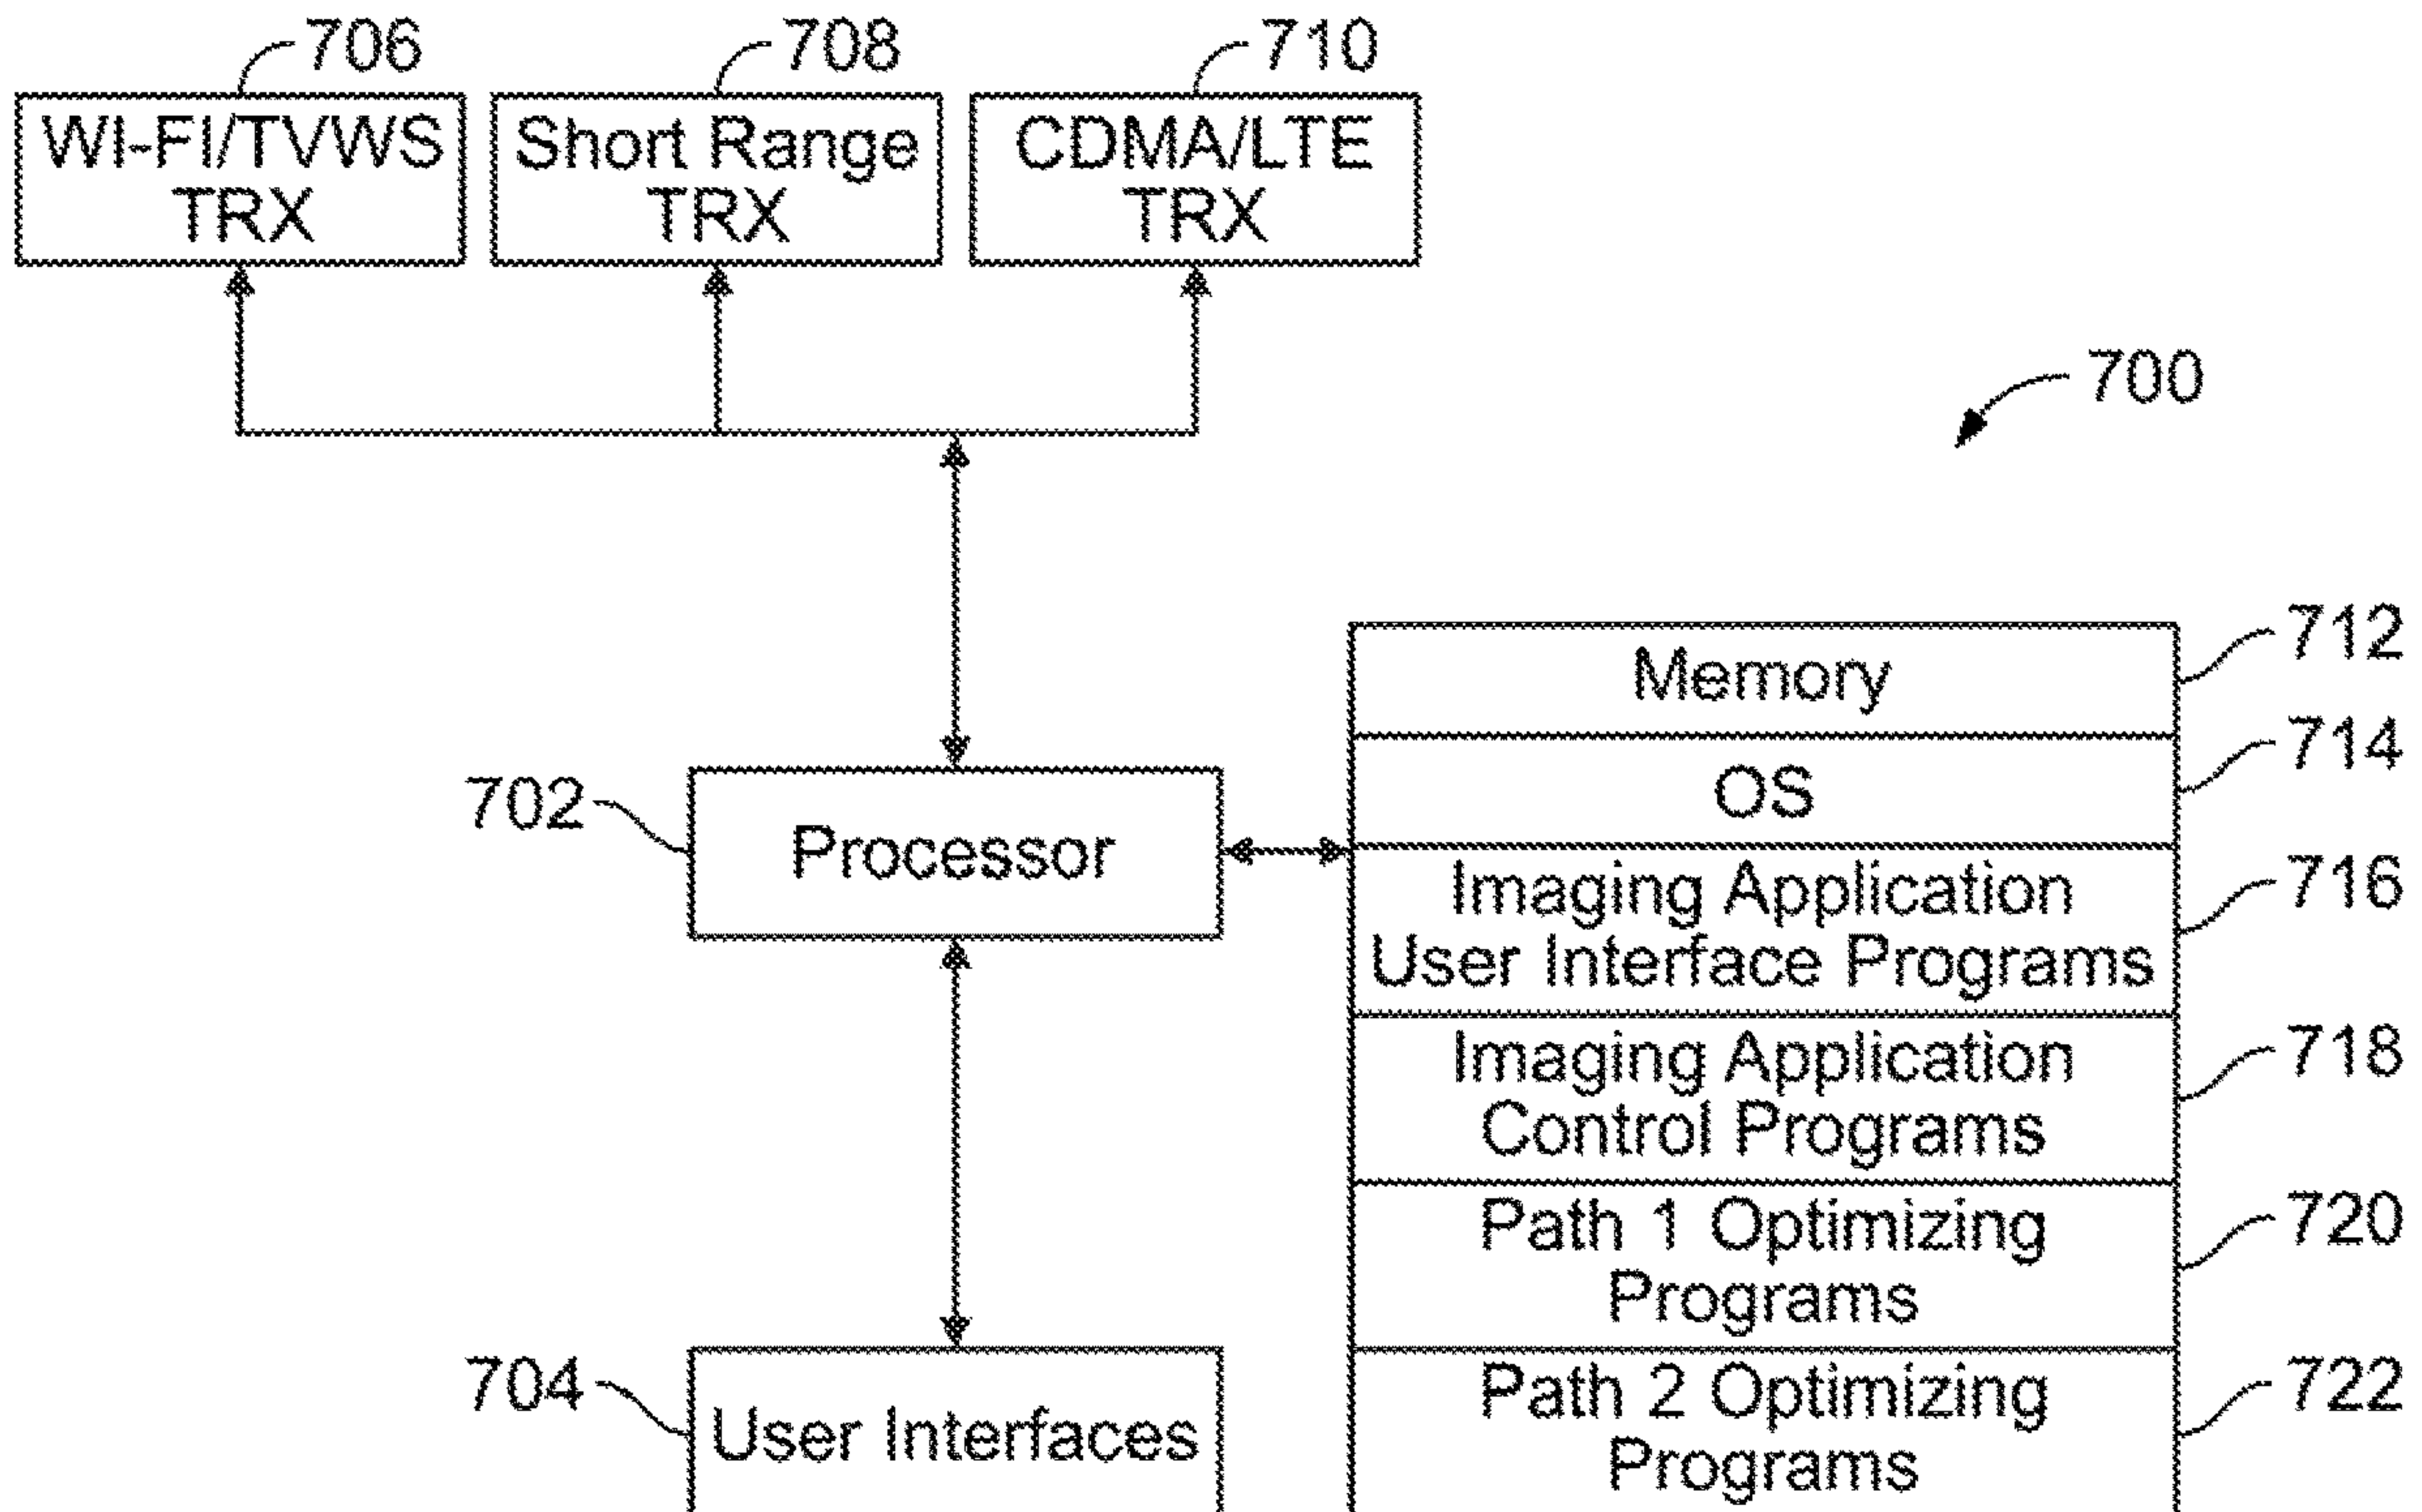 706
708
710
WI-FI/TVWS
TRX
Short Range
TRX
CDMA/LTE
TRX
700
712
Memory
714
OS
702
Processor
716
Imaging Application
User Interface Programs
718
Imaging Application
Control Programs
720
Path 1 Optimizing
Programs
704
User Interfaces
722
Path 2 Optimizing
Programs